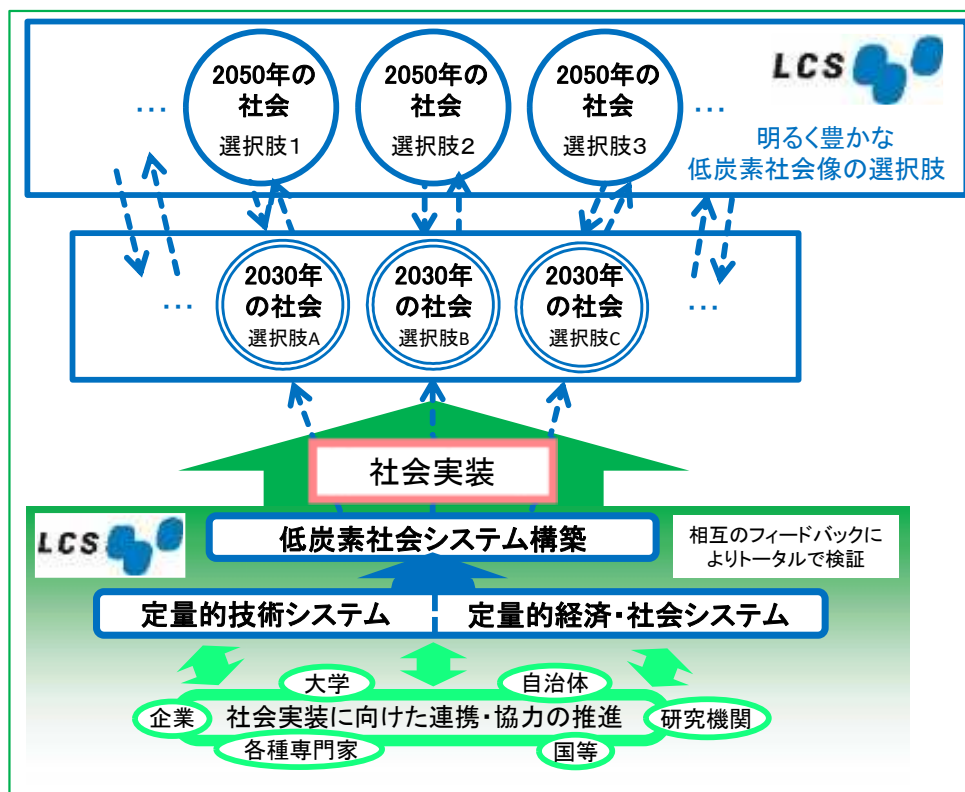 2050年の
社会
選択肢1
2050年の
社会
選択肢2
2050年の
社会
選択肢3
…
…
LCS
明るく豊かな
低炭素社会像の選択肢
2030年
の社会
選択肢A
2030年
の社会
選択肢B
2030年
の社会
選択肢C
…
…
社会実装
LCS
低炭素社会システム構築
相互のフィードバックに
よりトータルで検証
定量的技術システム
定量的経済・社会システム
大学
自治体
企業
社会実装に向けた連携・協力の推進
研究機関
各種専門家
国等